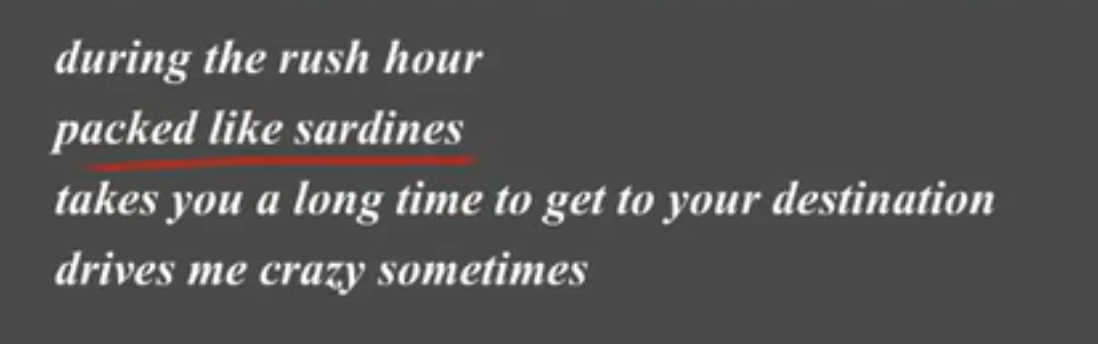 during the rush hour
packed like sardines
takes you a long time to get to your destination
drives me crazy sometimes